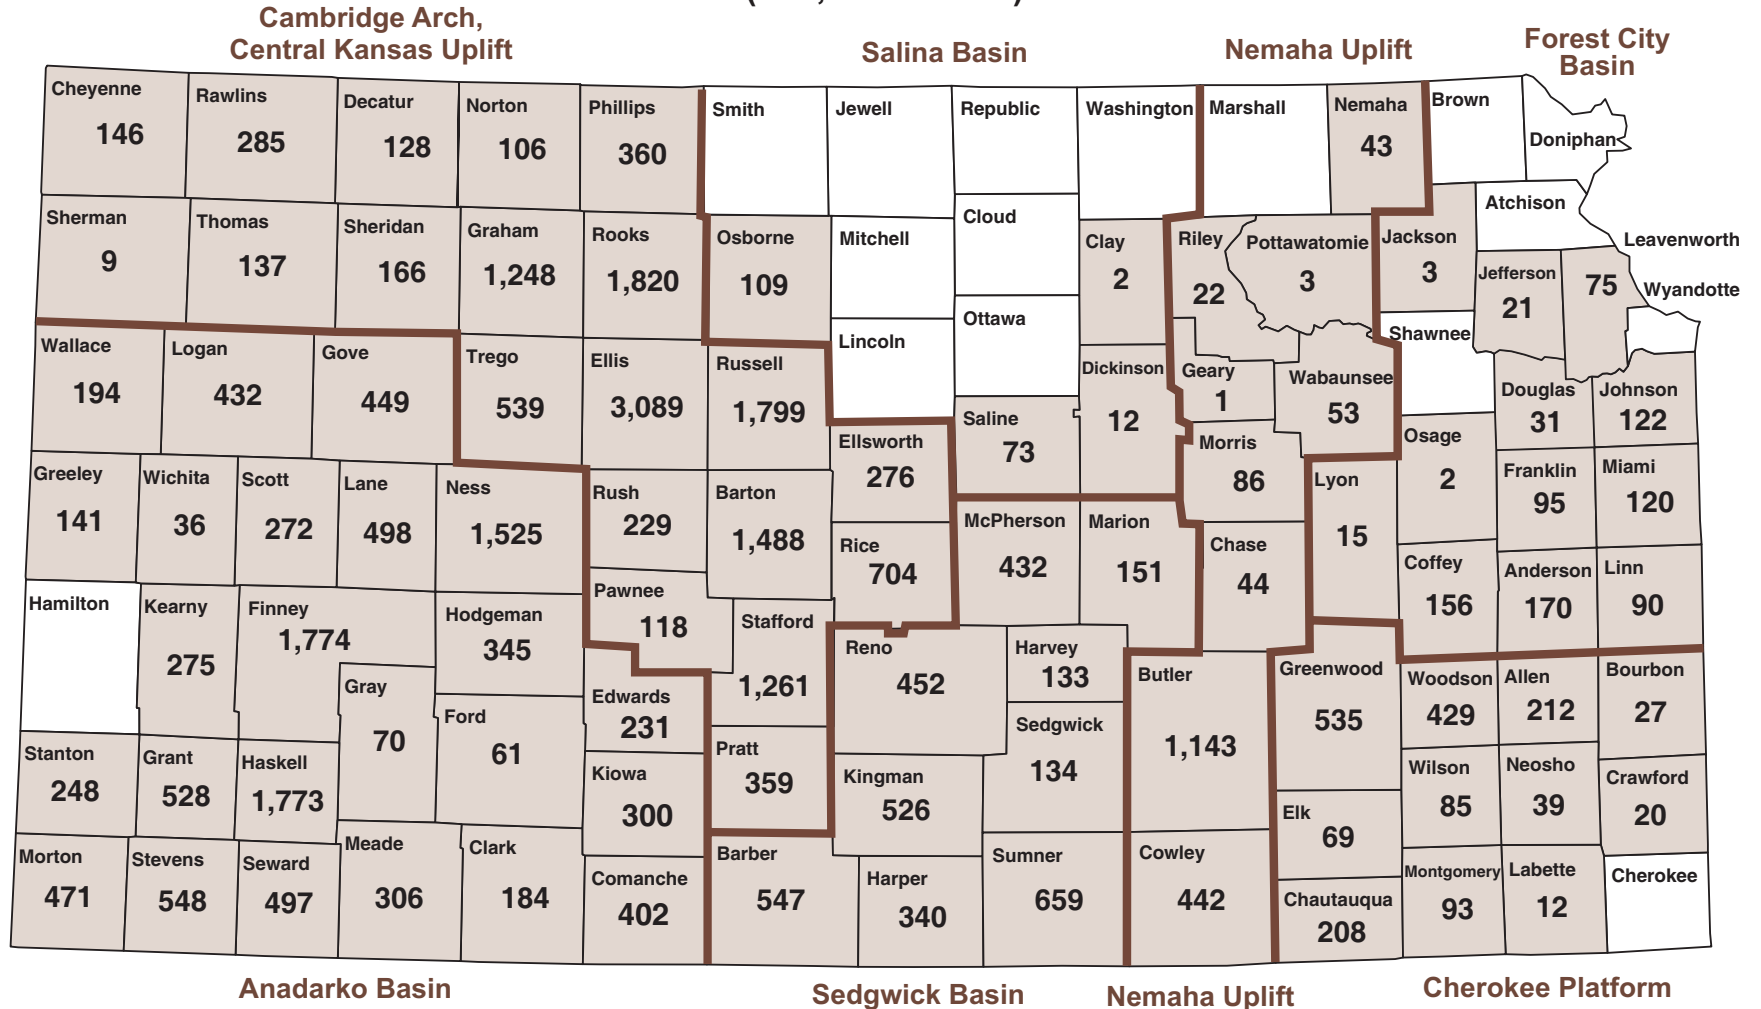 Cambridge Arch,
Central Kansas Uplift
Salina Basin
Nemaha Uplift
Forest City
Basin
Cheyenne
146
Rawlins
285
Decatur
128
Norton
106
Phillips
360
Smith
Jewell
Republic
Washington
Marshall
Nemaha
43
Brown
Doniphan
Sherman
9
Thomas
137
Sheridan
166
Graham
1,248
Rooks
1,820
Osborne
109
Mitchell
Cloud
Clay
2
Riley
22
Pottawatomie
3
Jackson
3
Atchison
Jefferson
21
Leavenworth
75
Wyandotte
Wallace
194
Logan
432
Gove
449
Trego
539
Ellis
3,089
Russell
1,799
Lincoln
Ottawa
Saline
73
Dickinson
12
Geary
1
Wabaunsee
53
Shawnee
Douglas
31
Johnson
122
Greeley
141
Wichita
36
Scott
272
Lane
498
Ness
1,525
Rush
229
Barton
1,488
Ellsworth
276
Rice
704
McPherson
432
Marion
151
Morris
86
Chase
44
Lyon
15
Osage
2
Franklin
95
Miami
120
Coffey
156
Anderson
170
Linn
90
Hamilton
Kearny
275
Finney
1,774
Hodgeman
345
Pawnee
118
Stafford
1,261
Reno
452
Harvey
133
Butler
1,143
Greenwood
535
Woodson
429
Allen
212
Bourbon
27
Gray
70
Ford
61
Edwards
231
Pratt
359
Sedgwick
134
Stanton
248
Grant
528
Haskell
1,773
Kiowa
300
Kingman
526
Elk
69
Wilson
85
Neosho
39
Crawford
20
Morton
471
Stevens
548
Seward
497
Meade
306
Clark
184
Comanche
402
Barber
547
Harper
340
Sumner
659
Cowley
442
Chautauqua
208
Montgomery
93
Labette
12
Cherokee
Anadarko Basin
Sedgwick Basin
Nemaha Uplift
Cherokee Platform